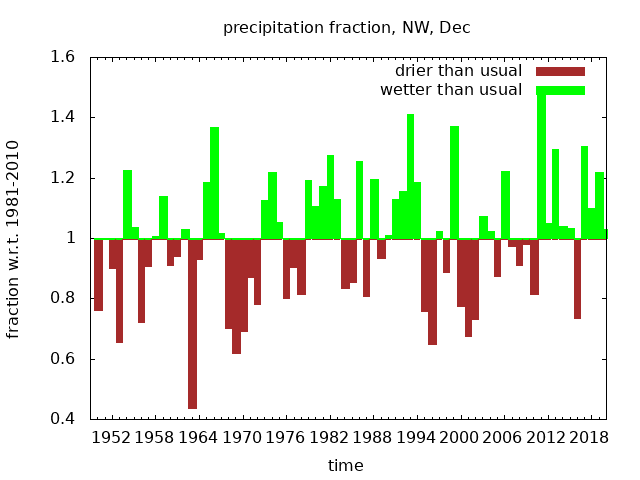 precipitation fraction, NW, Dec
drier than usual
wetter than usual
fraction w.r.t. 1981-2010
1.6
1.4
1.2
1
0.8
0.6
0.4
1952 1958 1964 1970 1976 1982 1988 1994 2000 2006 2012 2018
time